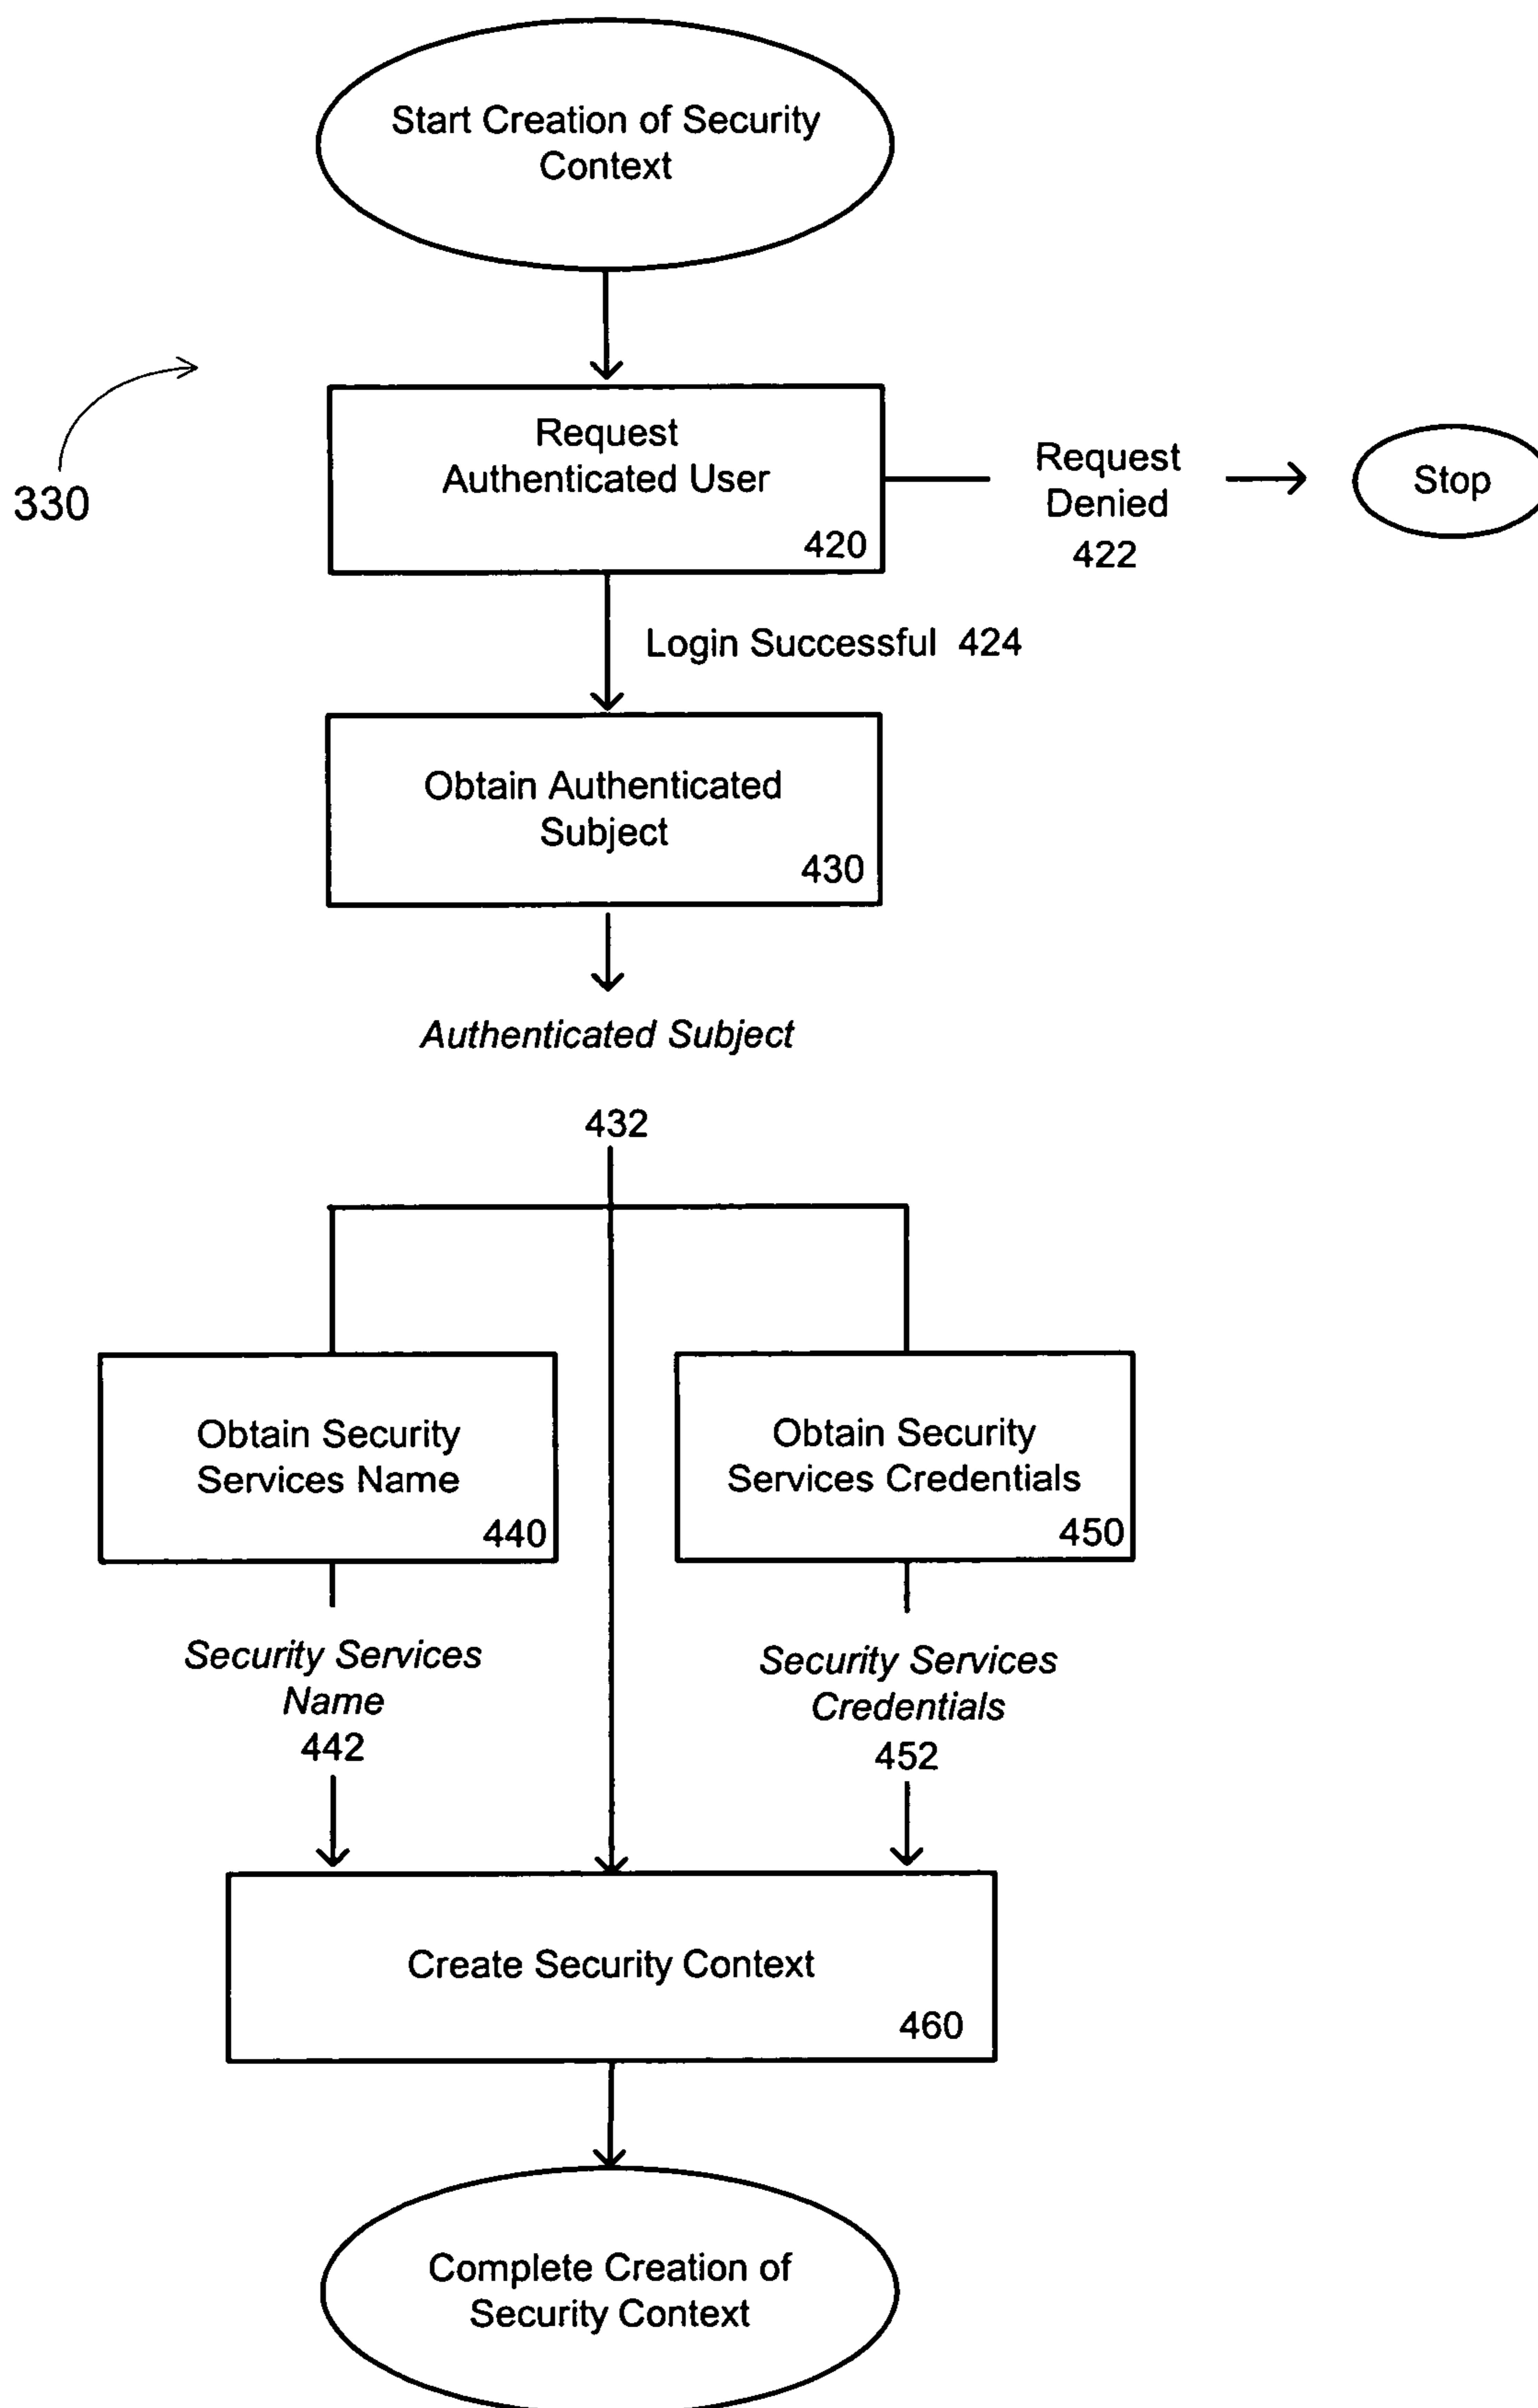 Start Creation of Security
Context
330
Request
Authenticated User
420
Request
Denied
422
Stop
Login Successful 424
Obtain Authenticated
Subject
430
Authenticated Subject
432
Obtain Security
Services Name
440
Obtain Security
Services Credentials
450
Security Services
Name
442
Security Services
Credentials
452
Create Security Context
460
Complete Creation of
Security Context